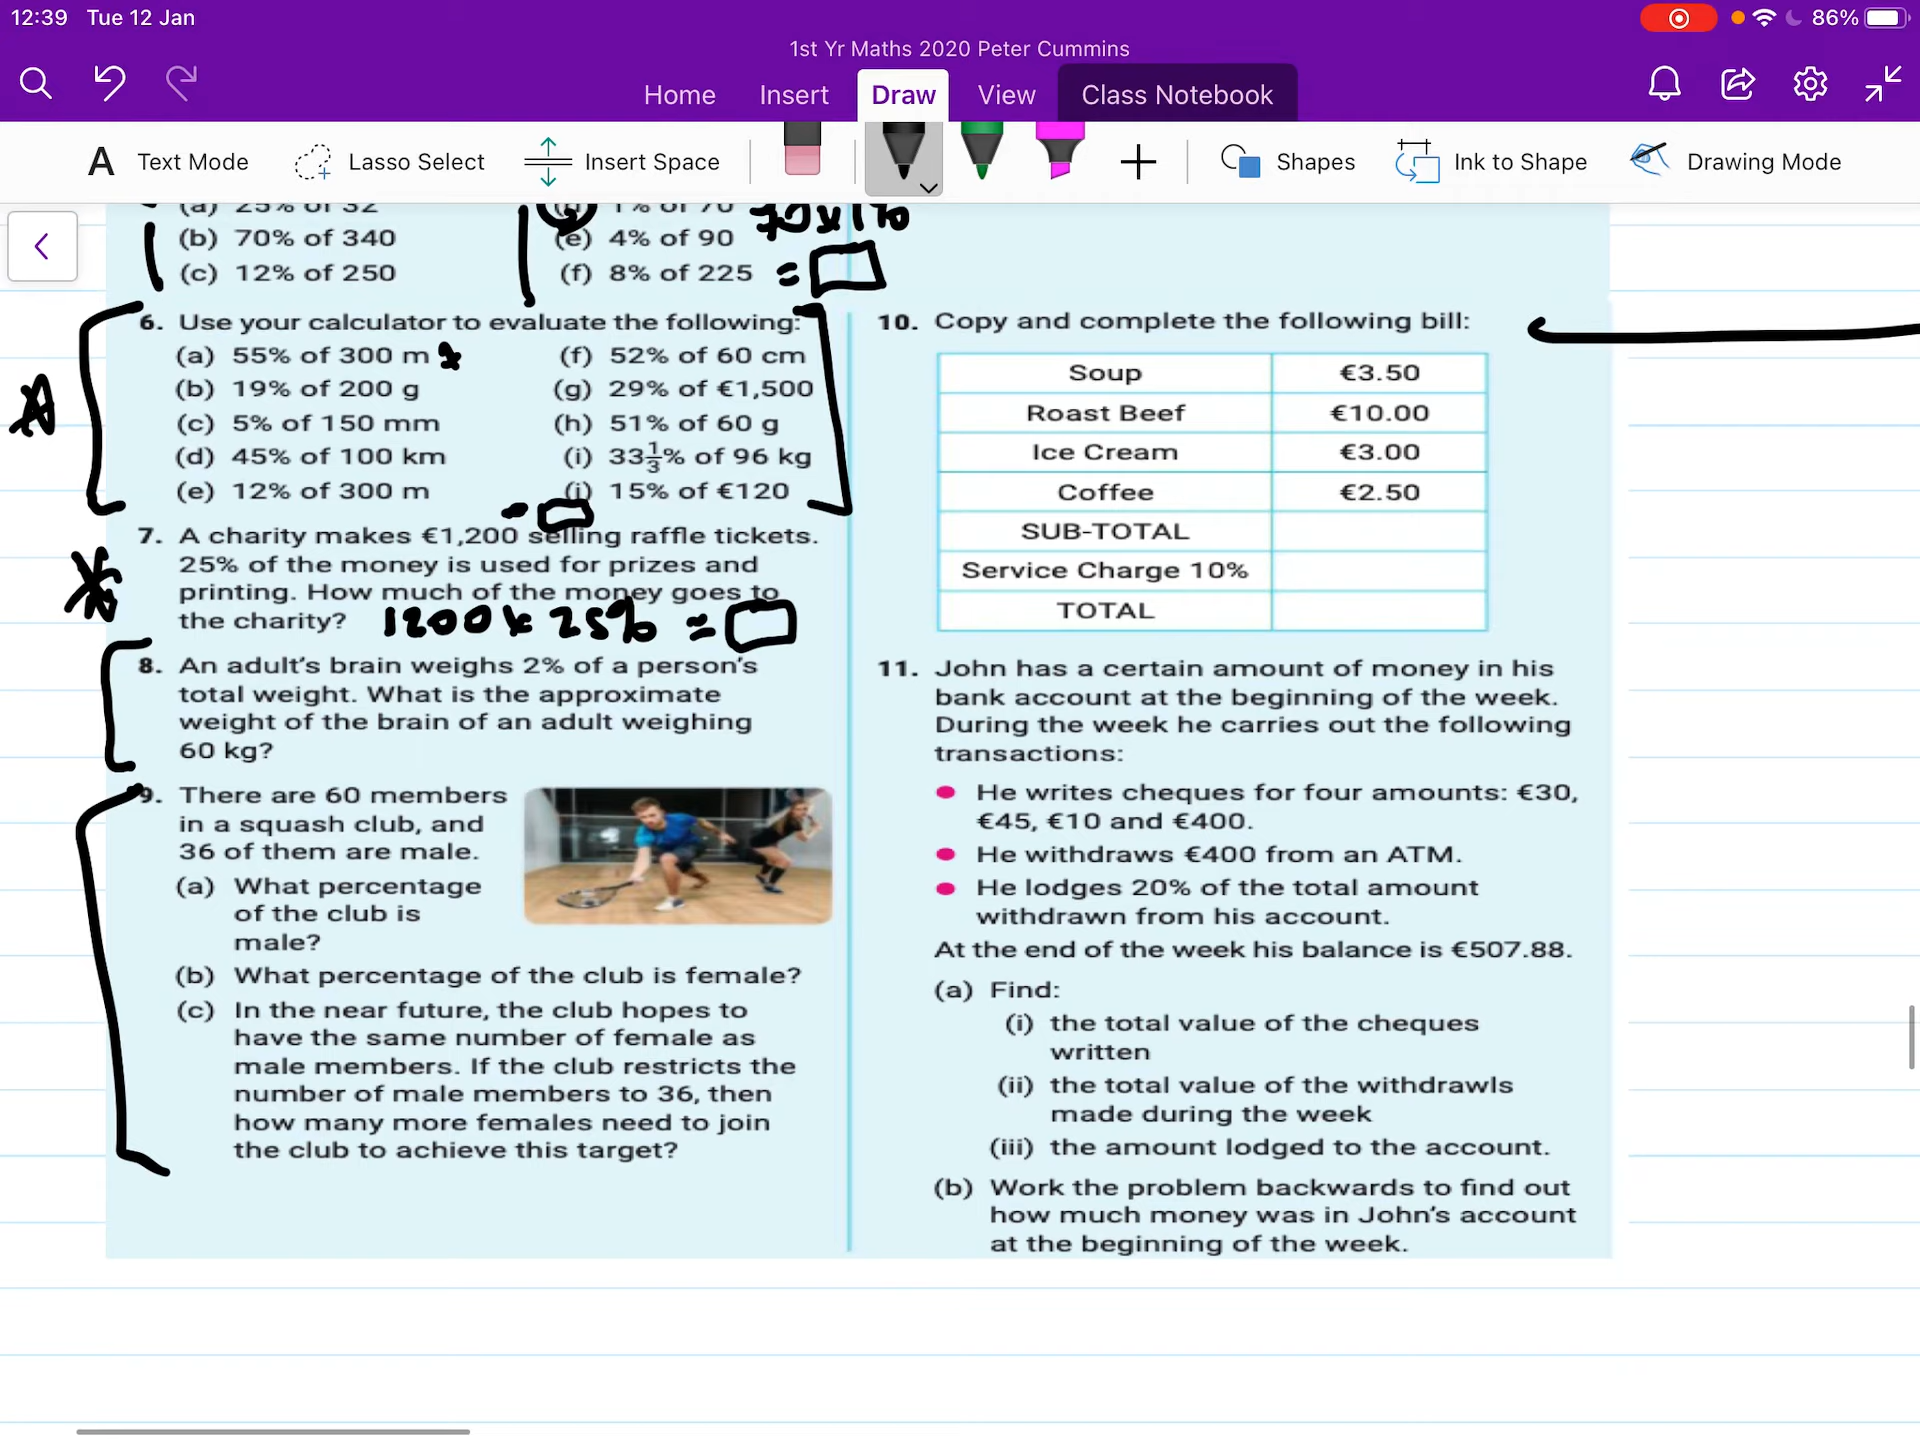 12:39 Tue 12 Jan
86%
1st Yr Maths 2020 Peter Cummins
Home Insert Draw View Class Notebook
A Text Mode Lasso Select Insert Space Shapes Ink to Shape Drawing Mode
(a) 25% of 32
(d) 1% of 70 70 x 1%
(b) 70% of 340
(e) 4% of 90
(c) 12% of 250
(f) 8% of 225 =
6. Use your calculator to evaluate the following:
(a) 55% of 300 m
(f) 52% of 60 cm
(b) 19% of 200 g
(g) 29% of €1,500
(c) 5% of 150 mm
(h) 51% of 60 g
(d) 45% of 100 km
(i) 33 1/3% of 96 kg
(e) 12% of 300 m
(j) 15% of €120
7. A charity makes €1,200 selling raffle tickets.
25% of the money is used for prizes and
printing. How much of the money goes to
the charity? 1200 x 25% =
8. An adult's brain weighs 2% of a person's
total weight. What is the approximate
weight of the brain of an adult weighing
60 kg?
9. There are 60 members
in a squash club, and
36 of them are male.
(a) What percentage
of the club is
male?
(b) What percentage of the club is female?
(c) In the near future, the club hopes to
have the same number of female as
male members. If the club restricts the
number of male members to 36, then
how many more females need to join
the club to achieve this target?
10. Copy and complete the following bill:
Soup €3.50
Roast Beef €10.00
Ice Cream €3.00
Coffee €2.50
SUB-TOTAL
Service Charge 10%
TOTAL
11. John has a certain amount of money in his
bank account at the beginning of the week.
During the week he carries out the following
transactions:
He writes cheques for four amounts: €30,
€45, €10 and €400.
He withdraws €400 from an ATM.
He lodges 20% of the total amount
withdrawn from his account.
At the end of the week his balance is €507.88.
(a) Find:
(i) the total value of the cheques
written
(ii) the total value of the withdrawls
made during the week
(iii) the amount lodged to the account.
(b) Work the problem backwards to find out
how much money was in John's account
at the beginning of the week.